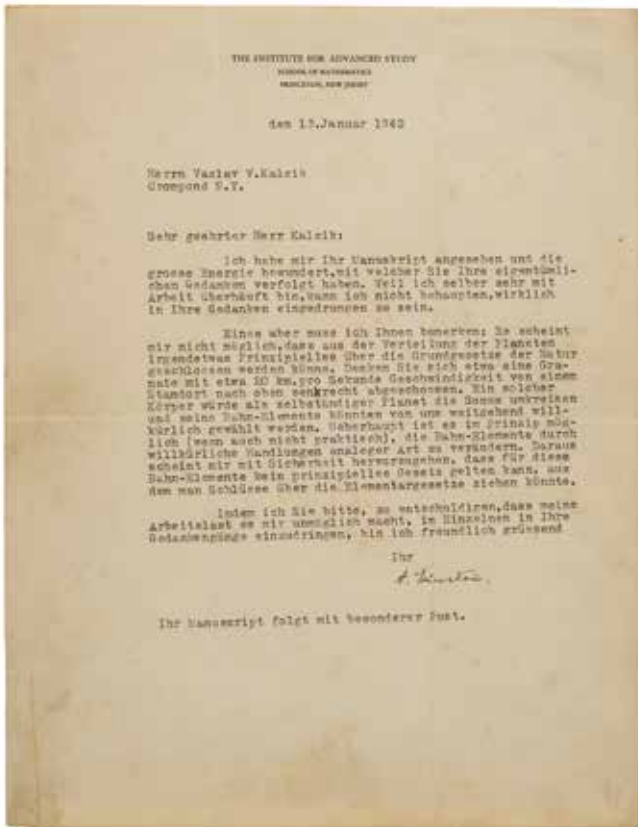 THE INSTITUTE FOR ADVANCED STUDY
SCHOOL OF MATHEMATICS
PRINCETON, NEW JERSEY
den 13.Januar 1942
Herrn Vaclav V.Kalcik
Crompond N.Y.
Sehr geehrter Herr Kalcik:
Ich habe mir Ihr Manuskript angesehen und die
grosse Energie bewundert,mit welcher Sie Ihre eigentümli-
chen Gedanken verfolgt haben. Weil ich selber sehr mit
Arbeit überhäuft bin,kann ich nicht behaupten,wirklich
in Ihre Gedanken eingedrungen zu sein.
Eines aber muss ich Ihnen bemerken: Es scheint
mir nicht möglich,dass aus der Verteilung der Planeten
irgendetwas Prinzipielles über die Grundgesetze der Natur
geschlossen werden könne. Denken Sie sich etwa eine Gra-
nate mit etwa 20 km.pro Sekunde Geschwindigkeit von einem
Standort nach oben senkrecht abgeschossen. Ein solcher
Körper würde als selbständiger Planet die Sonne umkreisen
und seine Bahn-Elemente könnten von uns weitgehend will-
kürlich gewählt werden. Ueberhaupt ist es im Prinzip mög-
lich (wenn auch nicht praktisch), die Bahn-Elemente durch
willkürliche Handlungen analoger Art zu verändern. Daraus
scheint mir mit Sicherheit hervorzugehen, dass für diese
Bahn-Elemente kein prinzipielles Gesetz gelten kann, aus
dem man Schlüsse über die Elementargesetze ziehen könnte.
Indem ich Sie bitte, zu entschuldigen,dass meine
Arbeitslast es mir unmöglich macht, im Einzelnen in Ihre
Gedankengänge einzudringen, bin ich freundlich grüssend
Ihr
A. Einstein.
Ihr Manuskript folgt mit besonderer Post.